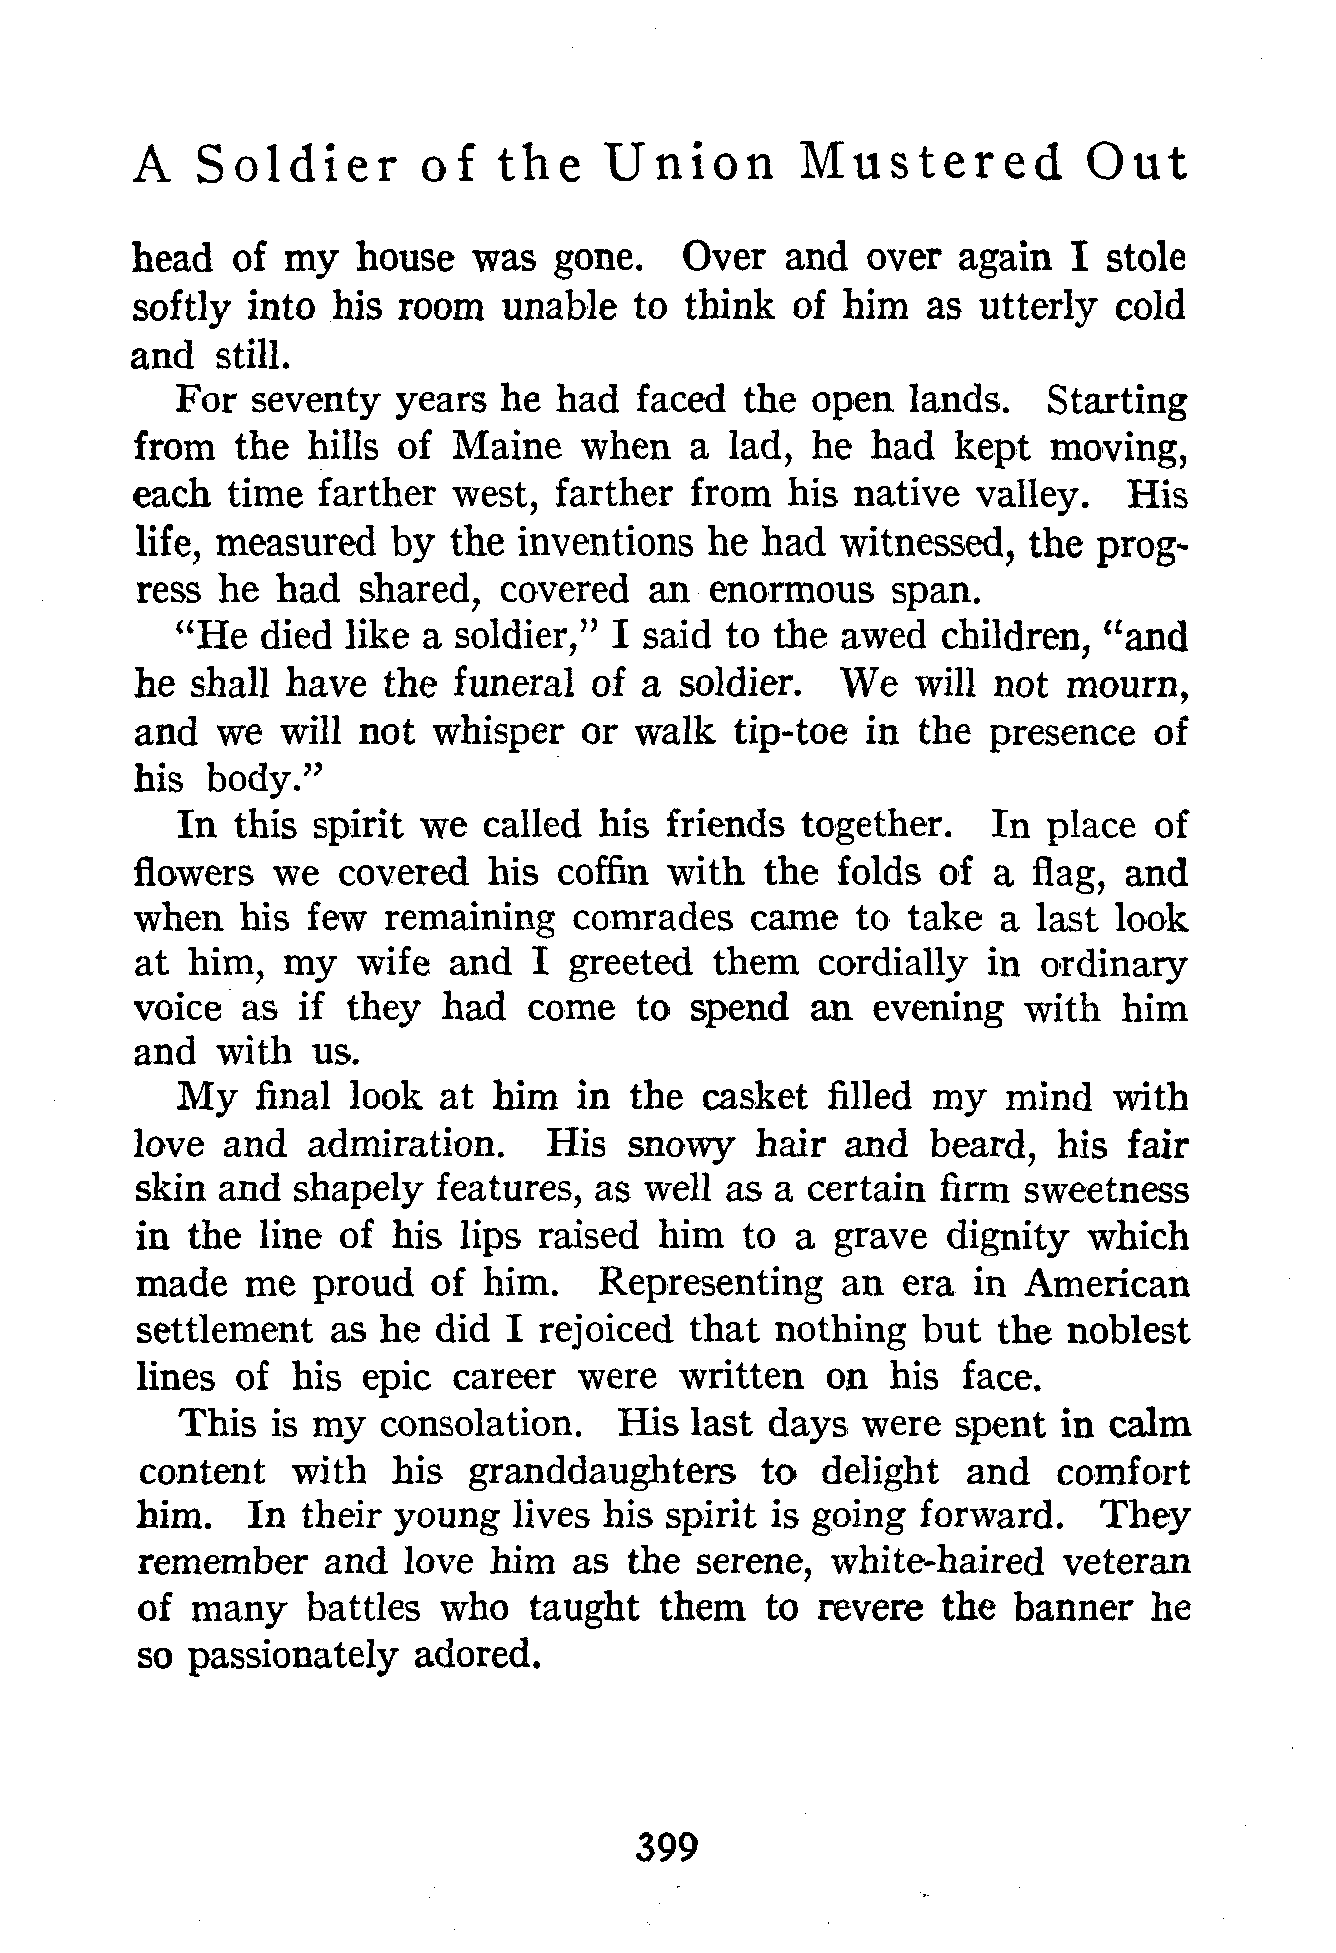 A Soldier of the Union Mustered Out
head of my house was gone. Over and over again I stole
softly into his room unable to think of him as utterly cold
and still.
For seventy years he had faced the open lands. Starting
from the hills of Maine when a lad, he had kept moving,
each time farther west, farther from his native valley. His
life, measured by the inventions he had witnessed, the prog-
ress he had shared, covered an enormous span.
“He died like a soldier,” I said to the awed children, “and
he shall have the funeral of a soldier. We will not mourn,
and we will not whisper or walk tip-toe in the presence of
his body.”
In this spirit we called his friends together. In place of
flowers we covered his coffin with the folds of a flag, and
when his few remaining comrades came to take a last look
at him, my wife and I greeted them cordially in ordinary
voice as if they had come to spend an evening with him
and with us.
My final look at him in the casket filled my mind with
love and admiration. His snowy hair and beard, his fair
skin and shapely features, as well as a certain firm sweetness
in the line of his lips raised him to a grave dignity which
made me proud of him. Representing an era in American
settlement as he did I rejoiced that nothing but the noblest
lines of his epic career were written on his face.
This is my consolation. His last days were spent in calm
content with his granddaughters to delight and comfort
him. In their young lives his spirit is going forward. They
remember and love him as the serene, white-haired veteran
of many battles who taught them to revere the banner he
so passionately adored.
399